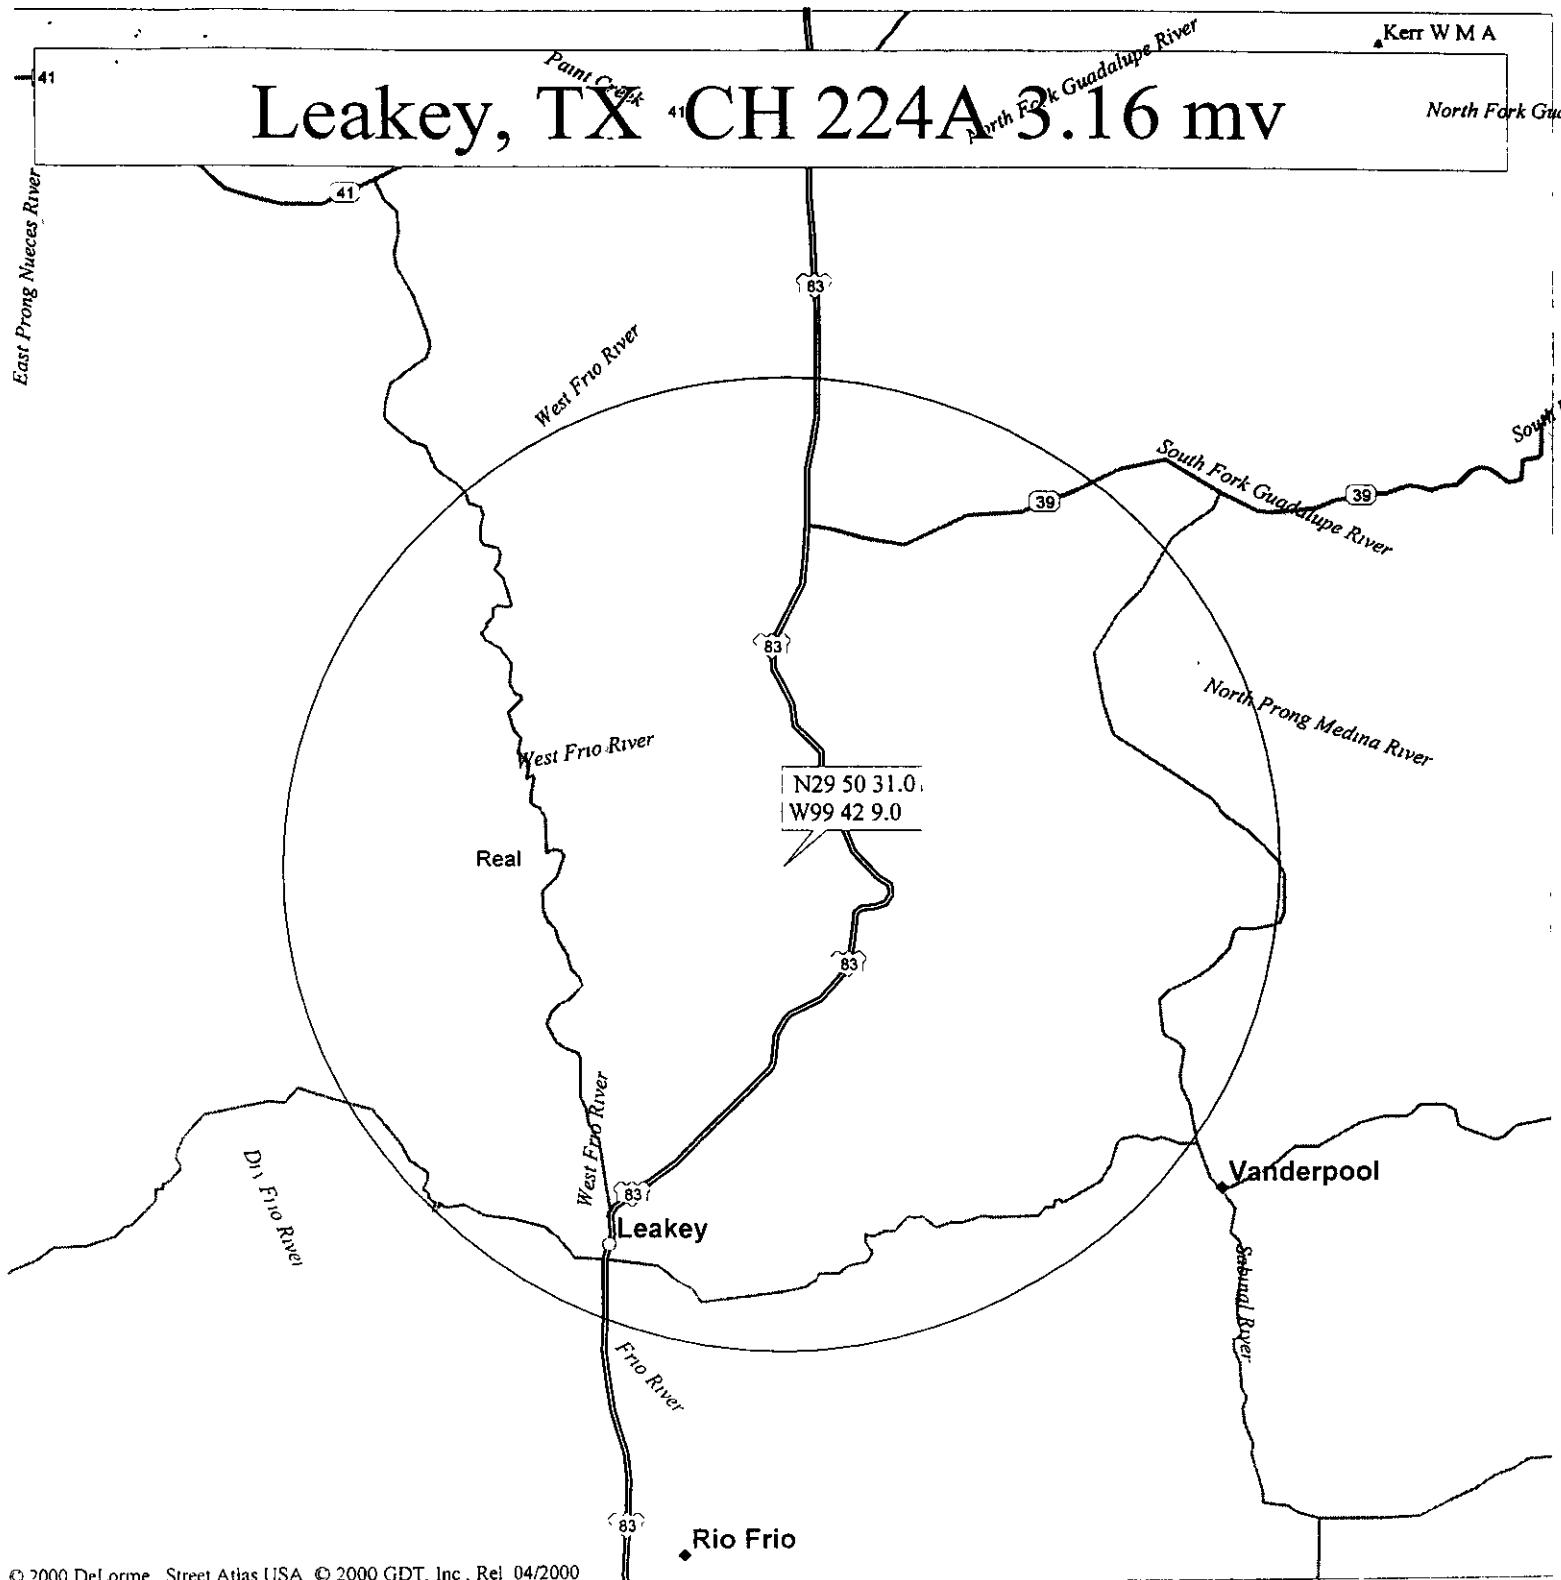 Kerr W M A
41
Paint Creek
North Fork Guadalupe River
Leakey, TX CH 224A 3.16 mv
41
North Fork Gua
East Prong Nueces River
41
83
West Frio River
South Fork Guadalupe River
South
39
39
83
North Prong Medina River
West Frio River
N29 50 31.0
W99 42 9.0
Real
83
West Frio River
Dry Frio River
83
Vanderpool
Leakey
Sabinal River
Frio River
83
Rio Frio
© 2000 DeLorme. Street Atlas USA © 2000 GDT, Inc., Rel 04/2000